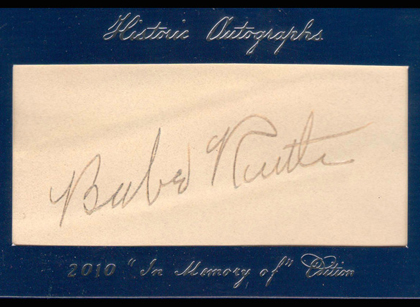 Historic Autographs
Babe Ruth
2010 "In Memory of" Edition